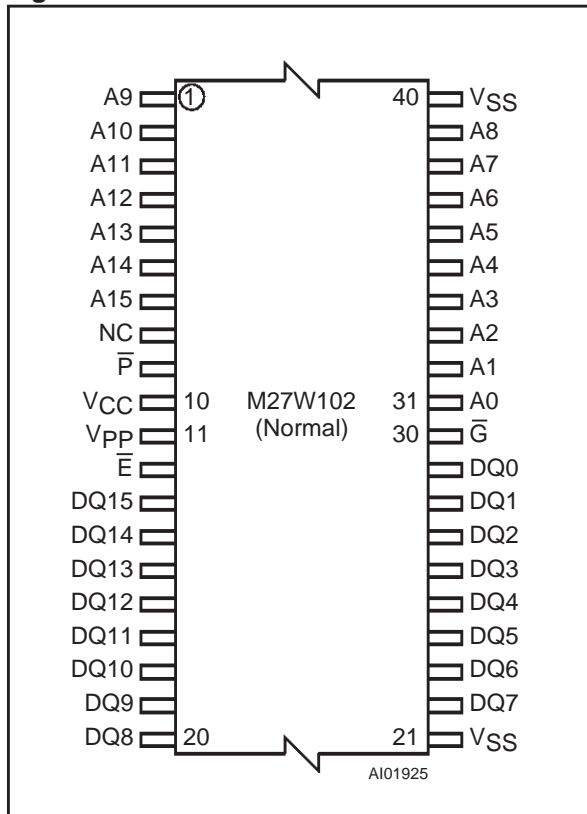 A9 1 40 VSS
A10 A8
A11 A7
A12 A6
A13 A5
A14 A4
A15 A3
NC A2
P̅ A1
VCC 10 M27W102 31 A0
VPP 11 (Normal) 30 G̅
E̅ DQ0
DQ15 DQ1
DQ14 DQ2
DQ13 DQ3
DQ12 DQ4
DQ11 DQ5
DQ10 DQ6
DQ9 DQ7
DQ8 20 21 VSS
AI01925